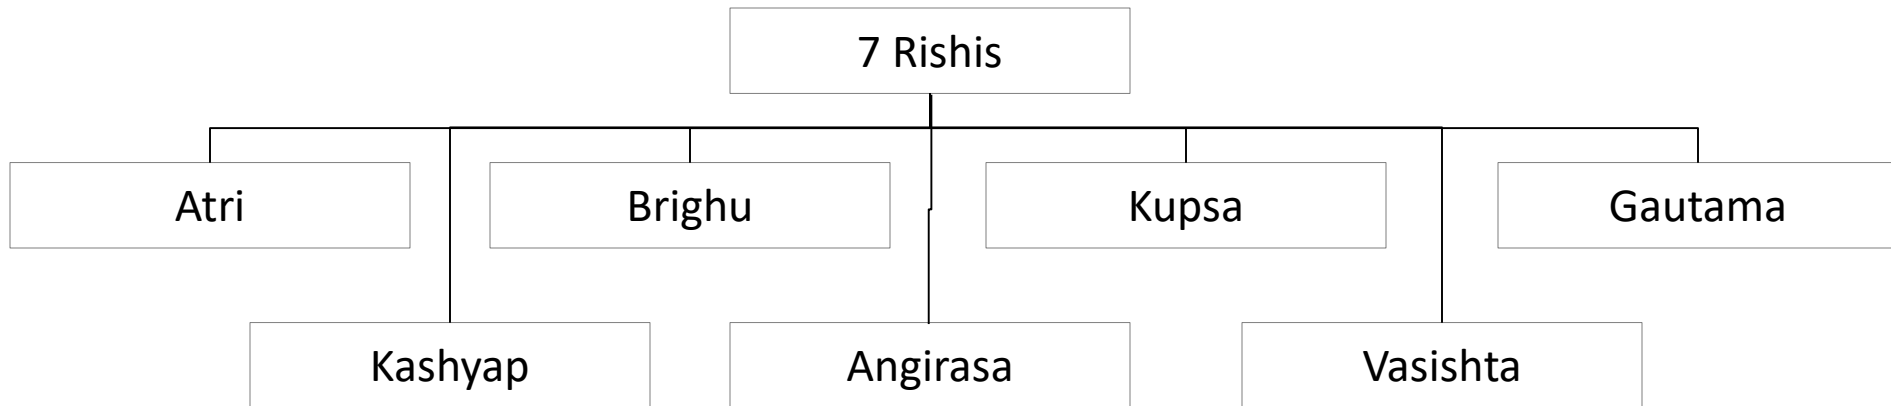 7 Rishis
Atri
Brighu
Kupsa
Gautama
Kashyap
Angirasa
Vasishta